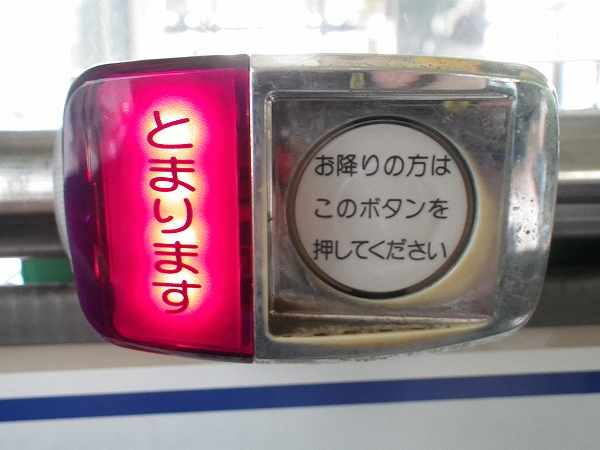 とまります
お降りの方は
このボタンを
押してください